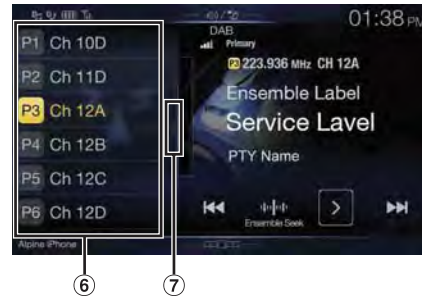 01:38 PM
DAB
Primary
P1 Ch 10D
P2 Ch 11D
P3 Ch 12A
P4 Ch 12B
P5 Ch 12C
P6 Ch 12D
P3 223.936 MHz CH 12A
Ensemble Label
Service Lavel
PTY Name
Ensemble Seek
Alpine iPhone
6
7